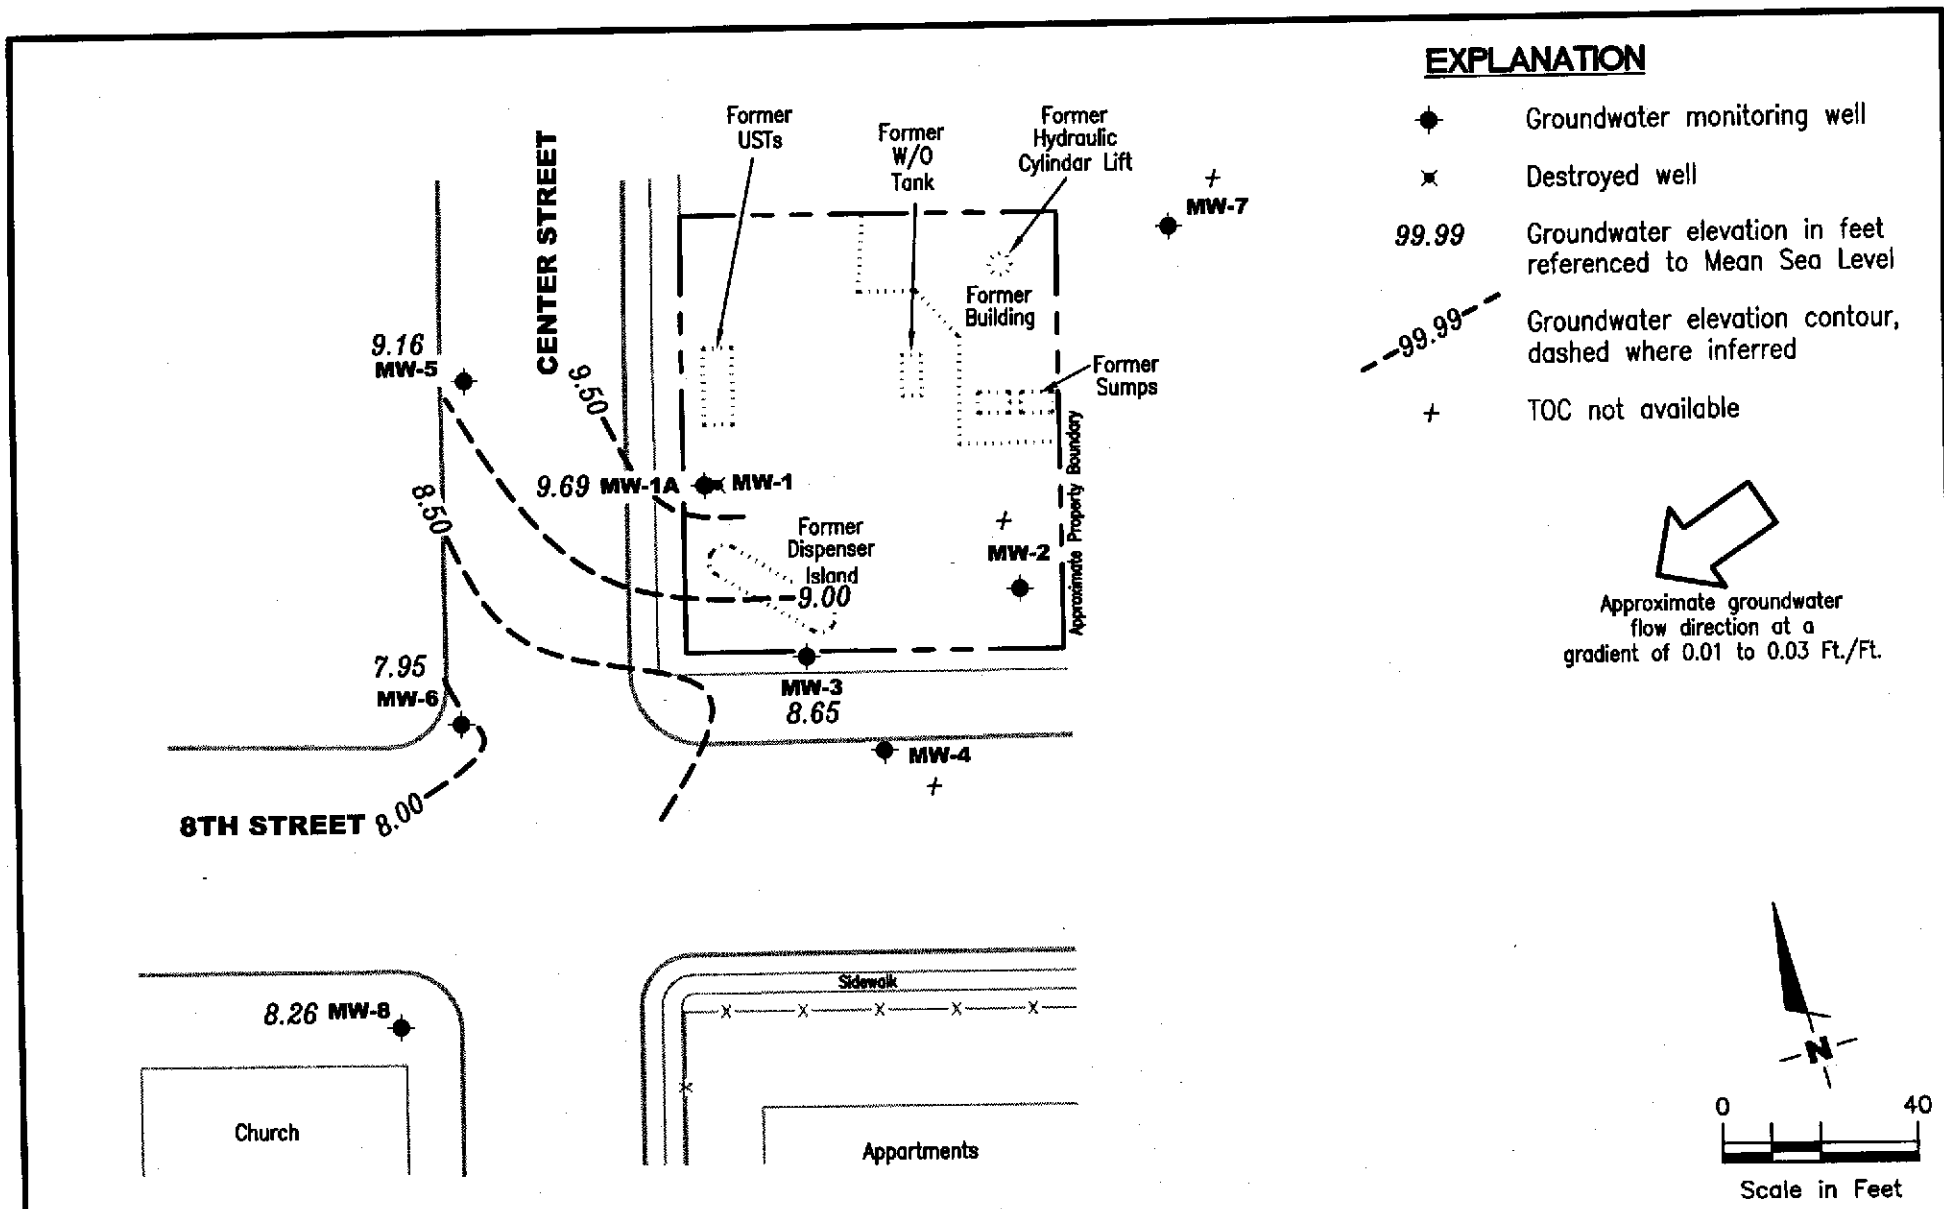 EXPLANATION
Groundwater monitoring well
Destroyed well
99.99
Groundwater elevation in feet
referenced to Mean Sea Level
99.99
Groundwater elevation contour,
dashed where inferred
+
TOC not available
Approximate groundwater
flow direction at a
gradient of 0.01 to 0.03 Ft./Ft.
CENTER STREET
Former
USTs
Former
W/O
Tank
Former
Hydraulic
Cylindar Lift
+
MW-7
Former
Building
Former
Sumps
Approximate Property Boundary
9.16
MW-5
9.50
9.69 MW-1A
MW-1
8.50
Former
Dispenser
Island
9.00
+
MW-2
7.95
MW-6
MW-3
8.65
MW-4
+
8TH STREET
8.00
Sidewalk
8.26 MW-8
Church
Appartments
N
0 40
Scale in Feet